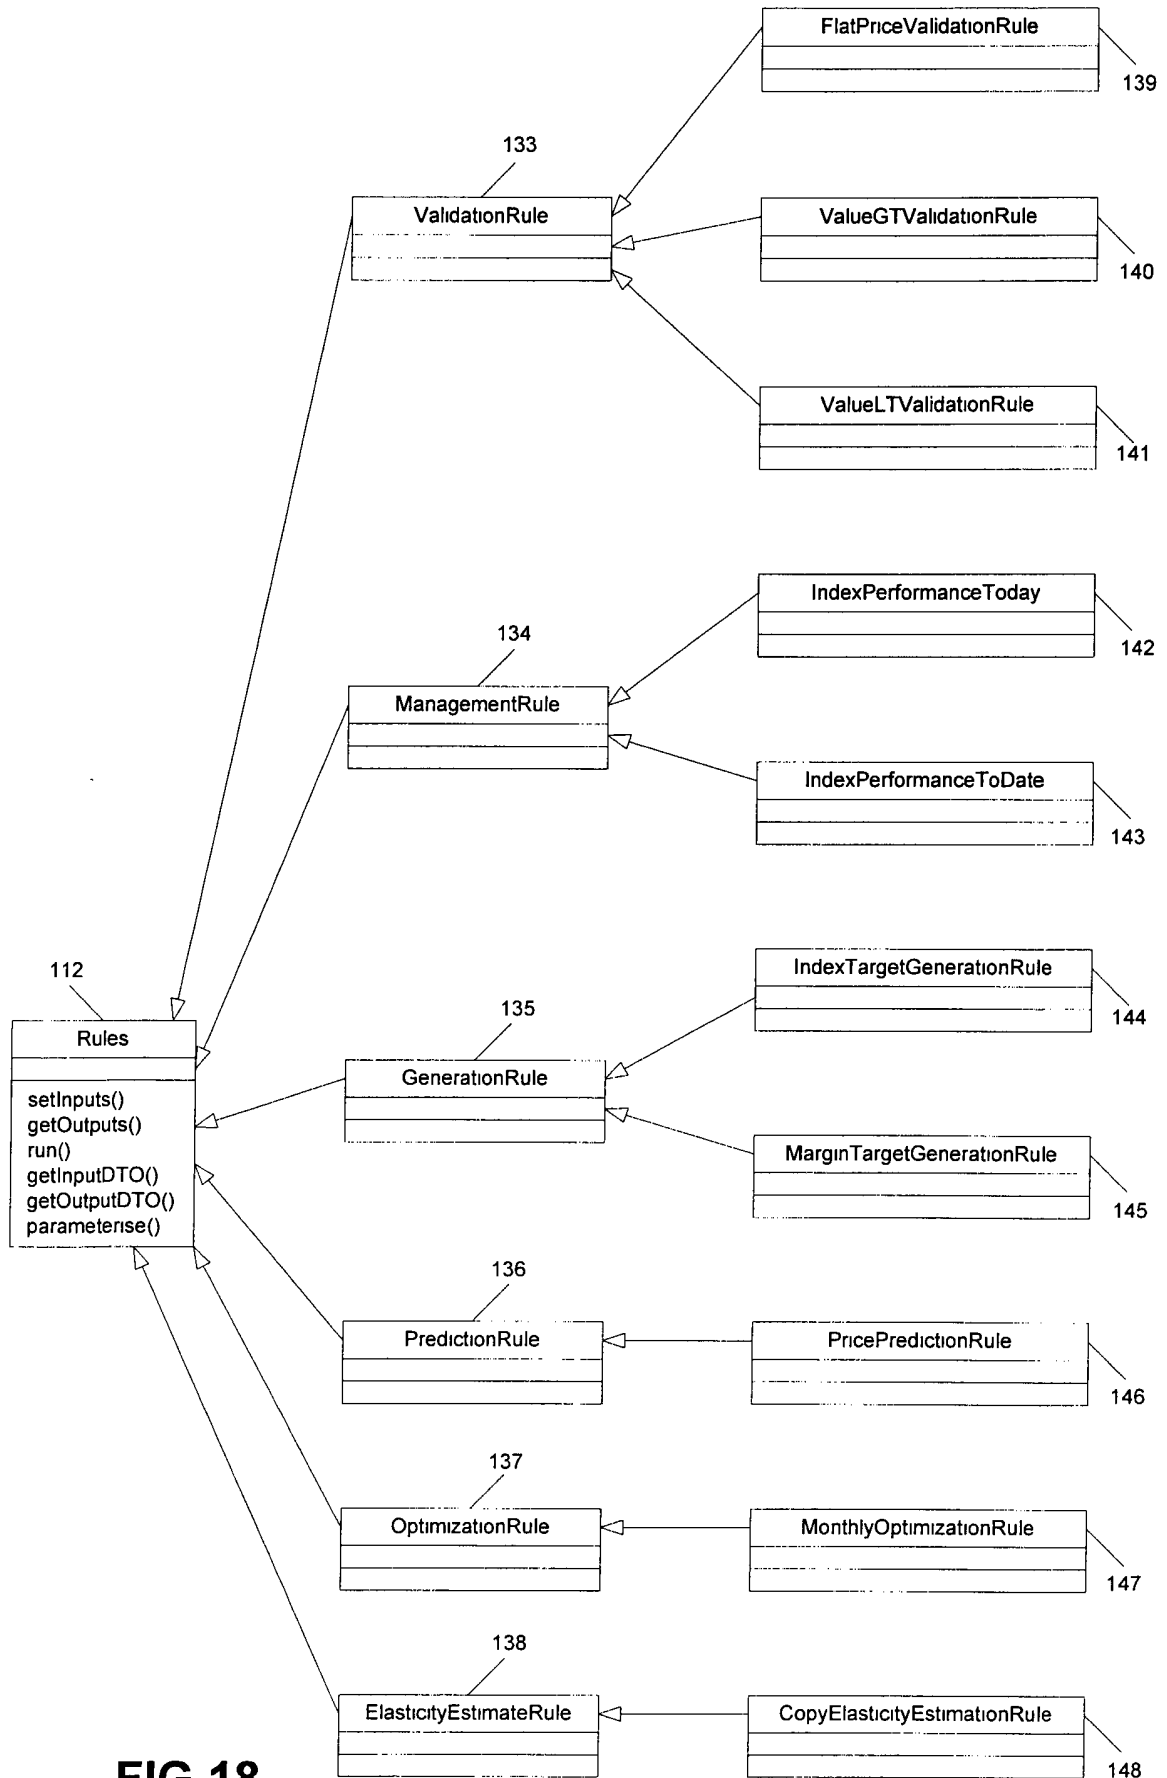 FlatPriceValidationRule
139
133
ValidationRule
ValueGTValidationRule
140
ValueLTValidationRule
141
IndexPerformanceToday
142
134
ManagementRule
IndexPerformanceToDate
143
IndexTargetGenerationRule
144
112
Rules
setInputs()
getOutputs()
run()
getInputDTO()
getOutputDTO()
parameterise()
135
GenerationRule
MarginTargetGenerationRule
145
136
PredictionRule
PricePredictionRule
146
137
OptimizationRule
MonthlyOptimizationRule
147
138
ElasticityEstimateRule
CopyElasticityEstimationRule
148
FIG 18